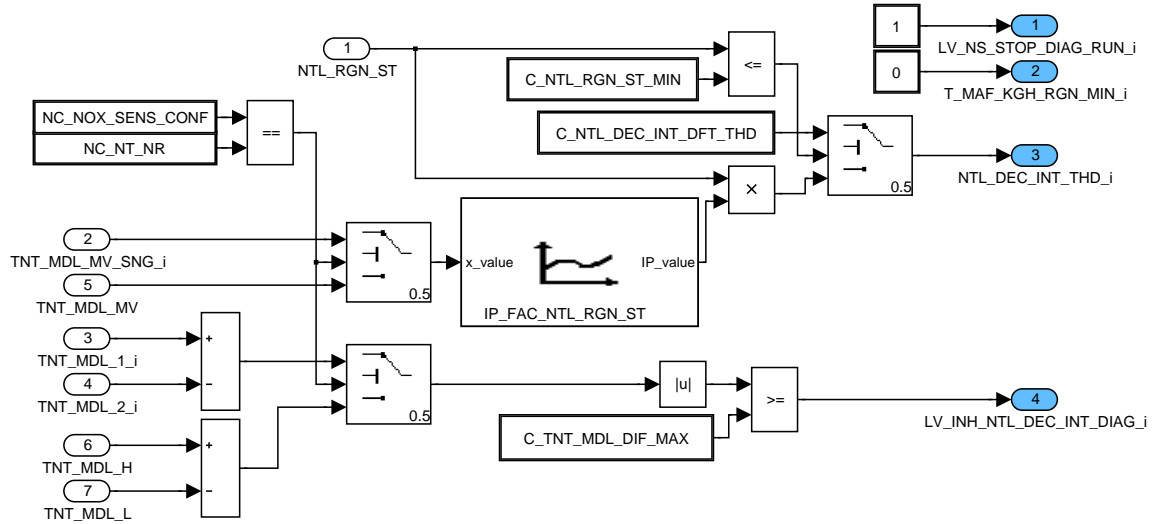 1
NTL_RGN_ST
C_NTL_RGN_ST_MIN
<=
1
1
LV_NS_STOP_DIAG_RUN_i
0
2
T_MAF_KGH_RGN_MIN_i
NC_NOX_SENS_CONF
NC_NT_NR
==
C_NTL_DEC_INT_DFT_THD
×
0.5
3
NTL_DEC_INT_THD_i
2
TNT_MDL_MV_SNG_i
5
TNT_MDL_MV
0.5
x_value
IP_value
IP_FAC_NTL_RGN_ST
3
TNT_MDL_1_i
4
TNT_MDL_2_i
+
−
0.5
|u|
>=
C_TNT_MDL_DIF_MAX
4
LV_INH_NTL_DEC_INT_DIAG_i
6
TNT_MDL_H
7
TNT_MDL_L
+
−